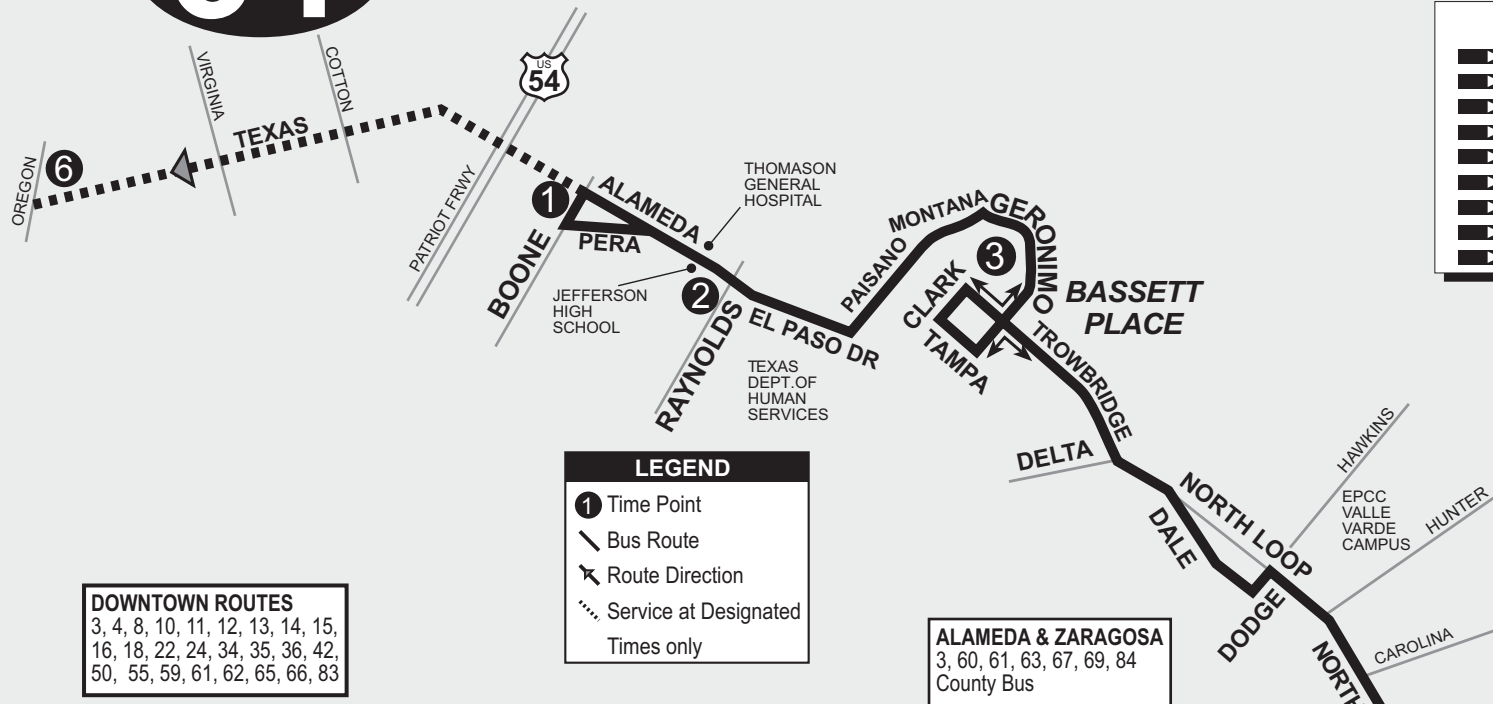 VIRGINIA
COTTON
US
54
TEXAS
OREGON
6
PATRIOT FRWY
1
ALAMEDA
PERA
BOONE
THOMASON
GENERAL
HOSPITAL
JEFFERSON
HIGH
SCHOOL
2
RAYNOLDS
EL PASO DR
TEXAS
DEPT.OF
HUMAN
SERVICES
PAISANO
MONTANA
GERONIMO
3
CLARK
TAMPA
BASSETT
PLACE
TROWBRIDGE
DELTA
NORTH LOOP
DALE
DODGE
HAWKINS
EPCC
VALLE
VARDE
CAMPUS
HUNTER
CAROLINA
NORTH
LEGEND
1 Time Point
Bus Route
Route Direction
Service at Designated
Times only
DOWNTOWN ROUTES
3, 4, 8, 10, 11, 12, 13, 14, 15,
16, 18, 22, 24, 34, 35, 36, 42,
50, 55, 59, 61, 62, 65, 66, 83
ALAMEDA & ZARAGOSA
3, 60, 61, 63, 67, 69, 84
County Bus